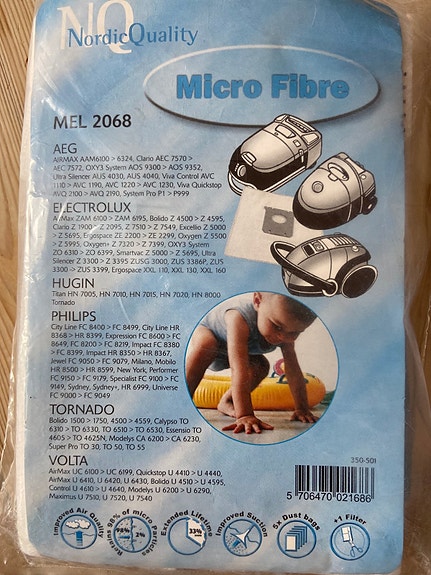 NQ
NordicQuality
Micro Fibre
MEL 2068
AEG
AIRMAX AAM6100 > 6324, Clario AEC 7570 >
AEC 7572, OXY3 System AOS 9300 > AOS 9352,
Ultra Silencer AUS 4030, AUS 4040, Viva Control AVC
1110 > AVC 1190, AVC 1220 > AVC 1230, Viva Quickstop
AVQ 2100 > AVQ 2190, System Pro P1 > P999
ELECTROLUX
AirMax ZAM 6100 > ZAM 6195, Bolido Z 4500 > Z 4595,
Clario Z 1900 > Z 2095, Z 7510 > Z 7549, Excellio Z 5000
> Z 5695, Ergospace ZE 2200 > ZE 2299, Oxygen Z 5500
> Z 5995, Oxygen+ Z 7320 > Z 7399, OXY3 System
ZO 6310 > ZO 6399, Smartvac Z 5000 > Z 5695, Ultra
Silencer Z 3300 > Z 3395 ZUSG 3000, ZUS 3386P, ZUS
3300 > ZUS 3399, Ergospace XXL 110, XXL 130, XXL 160
HUGIN
Titan HN 7005, HN 7010, HN 7015, HN 7020, HN 8000
Tornado
PHILIPS
City Line FC 8400 > FC 8499, City Line HR
8368 > HR 8399, Expression FC 8600 > FC
8649, FC 8200 > FC 8219, Impact FC 8380
> FC 8399, Impact HR 8350 > HR 8367,
Jewel FC 9050 > FC 9079, Milano, Mobilo
HR 8500 > HR 8599, New York, Performer
FC 9150 > FC 9179, Specialist FC 9100 > FC
9149, Sydney, Sydney+, HR 6999, Universe
FC 9000 > FC 9049
TORNADO
Bolido 1500 > 1750, 4500 > 4559, Calypso TO
6310 > TO 6330, TO 6510 > TO 6530, Essensio TO
4605 > TO 4625N, Modelys CA 6200 > CA 6230,
Super Pro TO 30, TO 50, TO 55
VOLTA
AirMax UC 6100 > UC 6199, Quickstop U 4410 > U 4440,
AirMax U 6410, U 6420, U 6430, Bolido U 4510 > U 4595,
Control U 4610 > U 4640, Modelys U 6200 > U 6290,
Maximus U 7510, U 7520, U 7540
350-501
5 706470 021686
Improved Air Quality
Retains 98% of micro particles
98% 2%
Extended Lifetime
33%
Improved Suction
5x Dust bags
+1 Filter